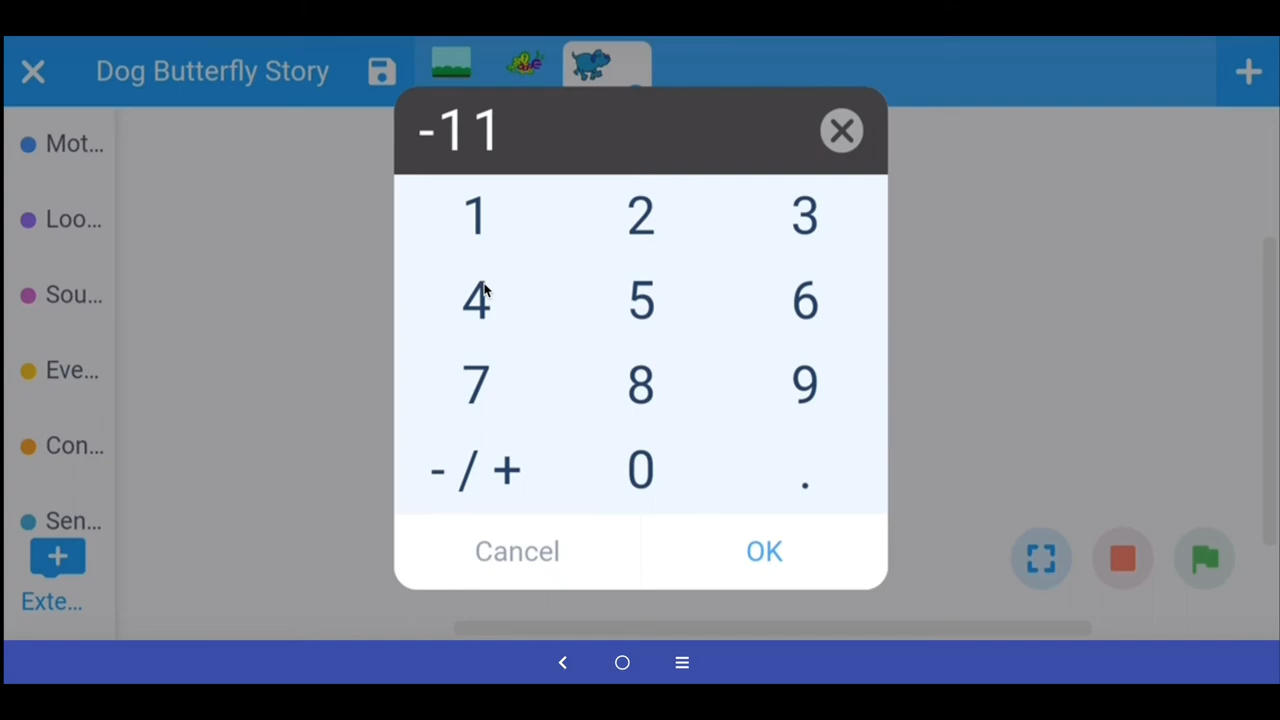 Dog Butterfly Story
-11
Mot...
1 2 3
Loo...
Sou...
4 5 6
Eve...
7 8 9
Con...
- / + 0 .
Sen...
Cancel OK
Exte...